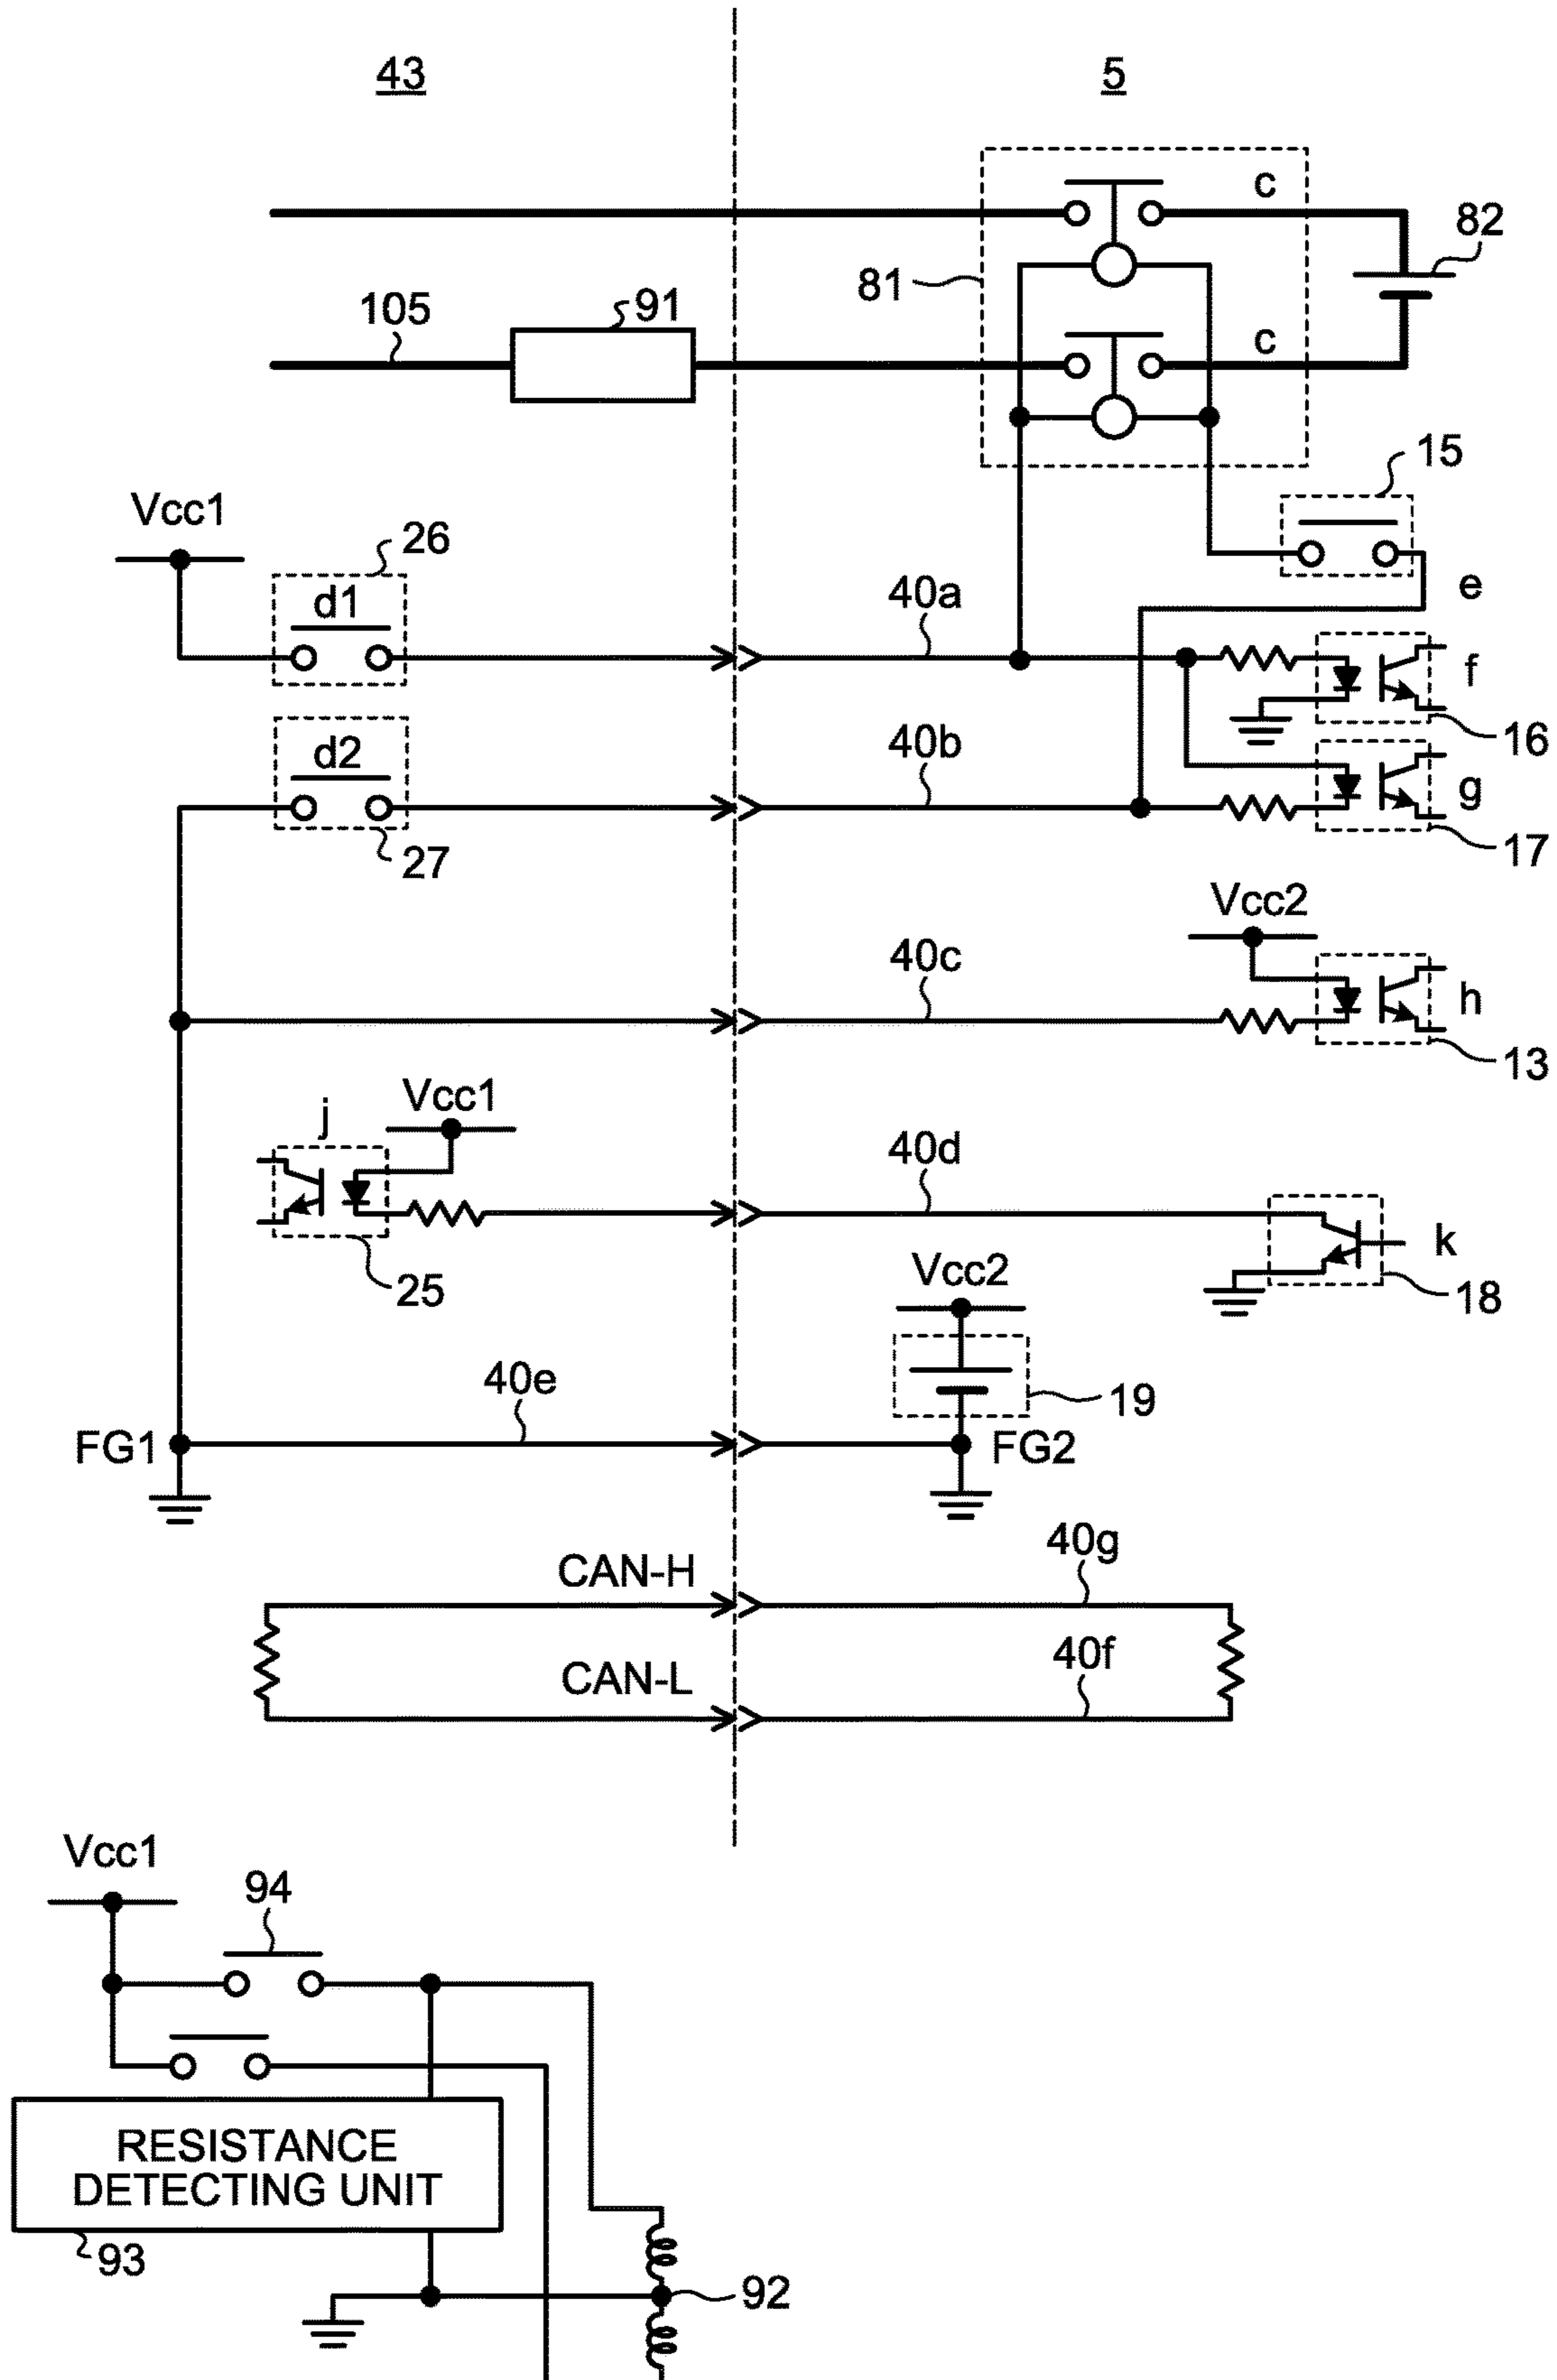 43
5
c
82
81
105
91
c
15
Vcc1
26
d1
40a
e
f
16
d2
40b
g
27
17
Vcc2
40c
h
13
j
Vcc1
40d
k
25
Vcc2
18
40e
19
FG1
FG2
40g
CAN-H
40f
CAN-L
Vcc1
94
RESISTANCE
DETECTING UNIT
93
92